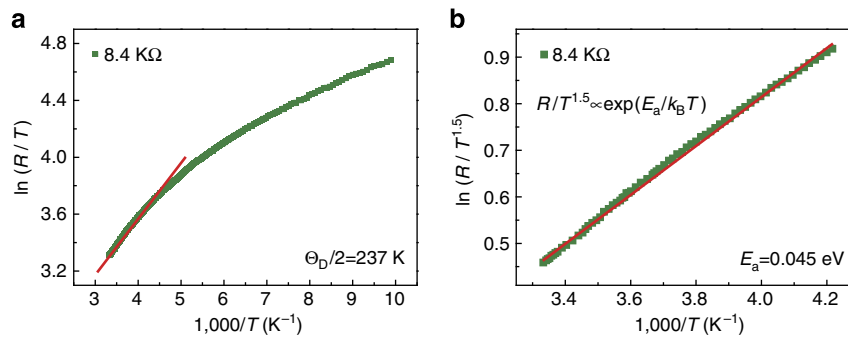 a
ln (R / T)
4.8
4.4
4.0
3.6
3.2
8.4 KΩ
Θ_D/2=237 K
3 4 5 6 7 8 9 10
1,000/T (K⁻¹)
b
ln (R / T^1.5)
0.9
0.8
0.7
0.6
0.5
8.4 KΩ
R/T^1.5∝exp(E_a/k_BT)
E_a=0.045 eV
3.4 3.6 3.8 4.0 4.2
1,000/T (K⁻¹)